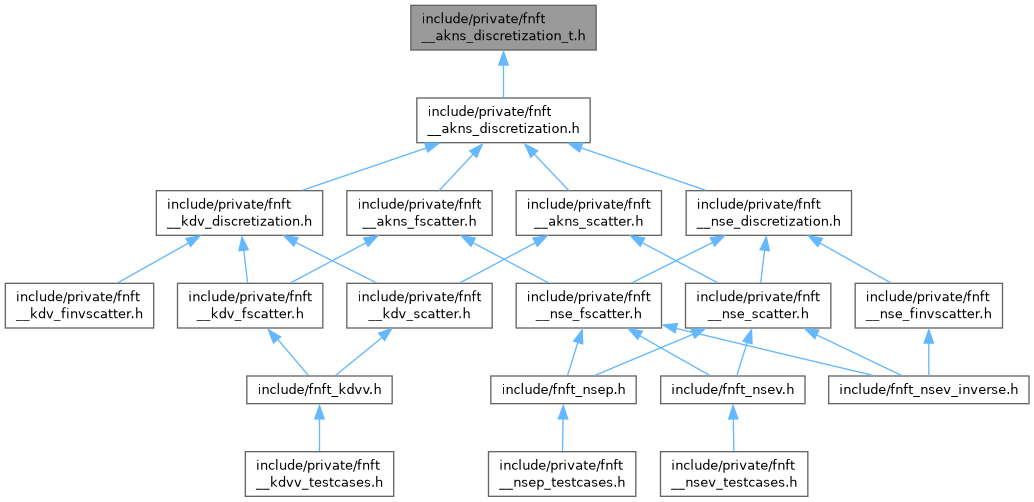 include/private/fnft
__akns_discretization_t.h
include/private/fnft
__akns_discretization.h
include/private/fnft
__kdv_discretization.h
include/private/fnft
__akns_fscatter.h
include/private/fnft
__akns_scatter.h
include/private/fnft
__nse_discretization.h
include/private/fnft
__kdv_finvscatter.h
include/private/fnft
__kdv_fscatter.h
include/private/fnft
__kdv_scatter.h
include/private/fnft
__nse_fscatter.h
include/private/fnft
__nse_scatter.h
include/private/fnft
__nse_finvscatter.h
include/fnft_kdvv.h
include/fnft_nsep.h
include/fnft_nsev.h
include/fnft_nsev_inverse.h
include/private/fnft
__kdvv_testcases.h
include/private/fnft
__nsep_testcases.h
include/private/fnft
__nsev_testcases.h